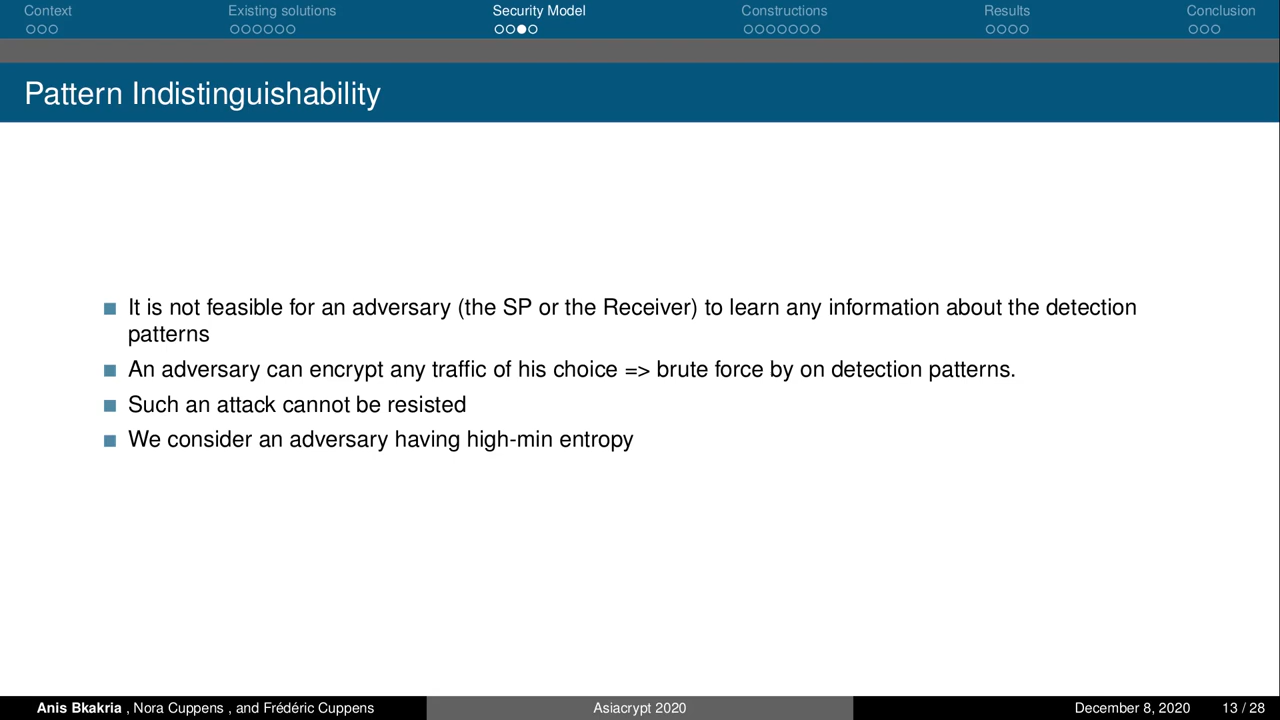 Context Existing solutions Security Model Constructions Results Conclusion
Pattern Indistinguishability
It is not feasible for an adversary (the SP or the Receiver) to learn any information about the detection
patterns
An adversary can encrypt any traffic of his choice => brute force by on detection patterns.
Such an attack cannot be resisted
We consider an adversary having high-min entropy
Anis Bkakria , Nora Cuppens , and Frédéric Cuppens Asiacrypt 2020 December 8, 2020 13 / 28